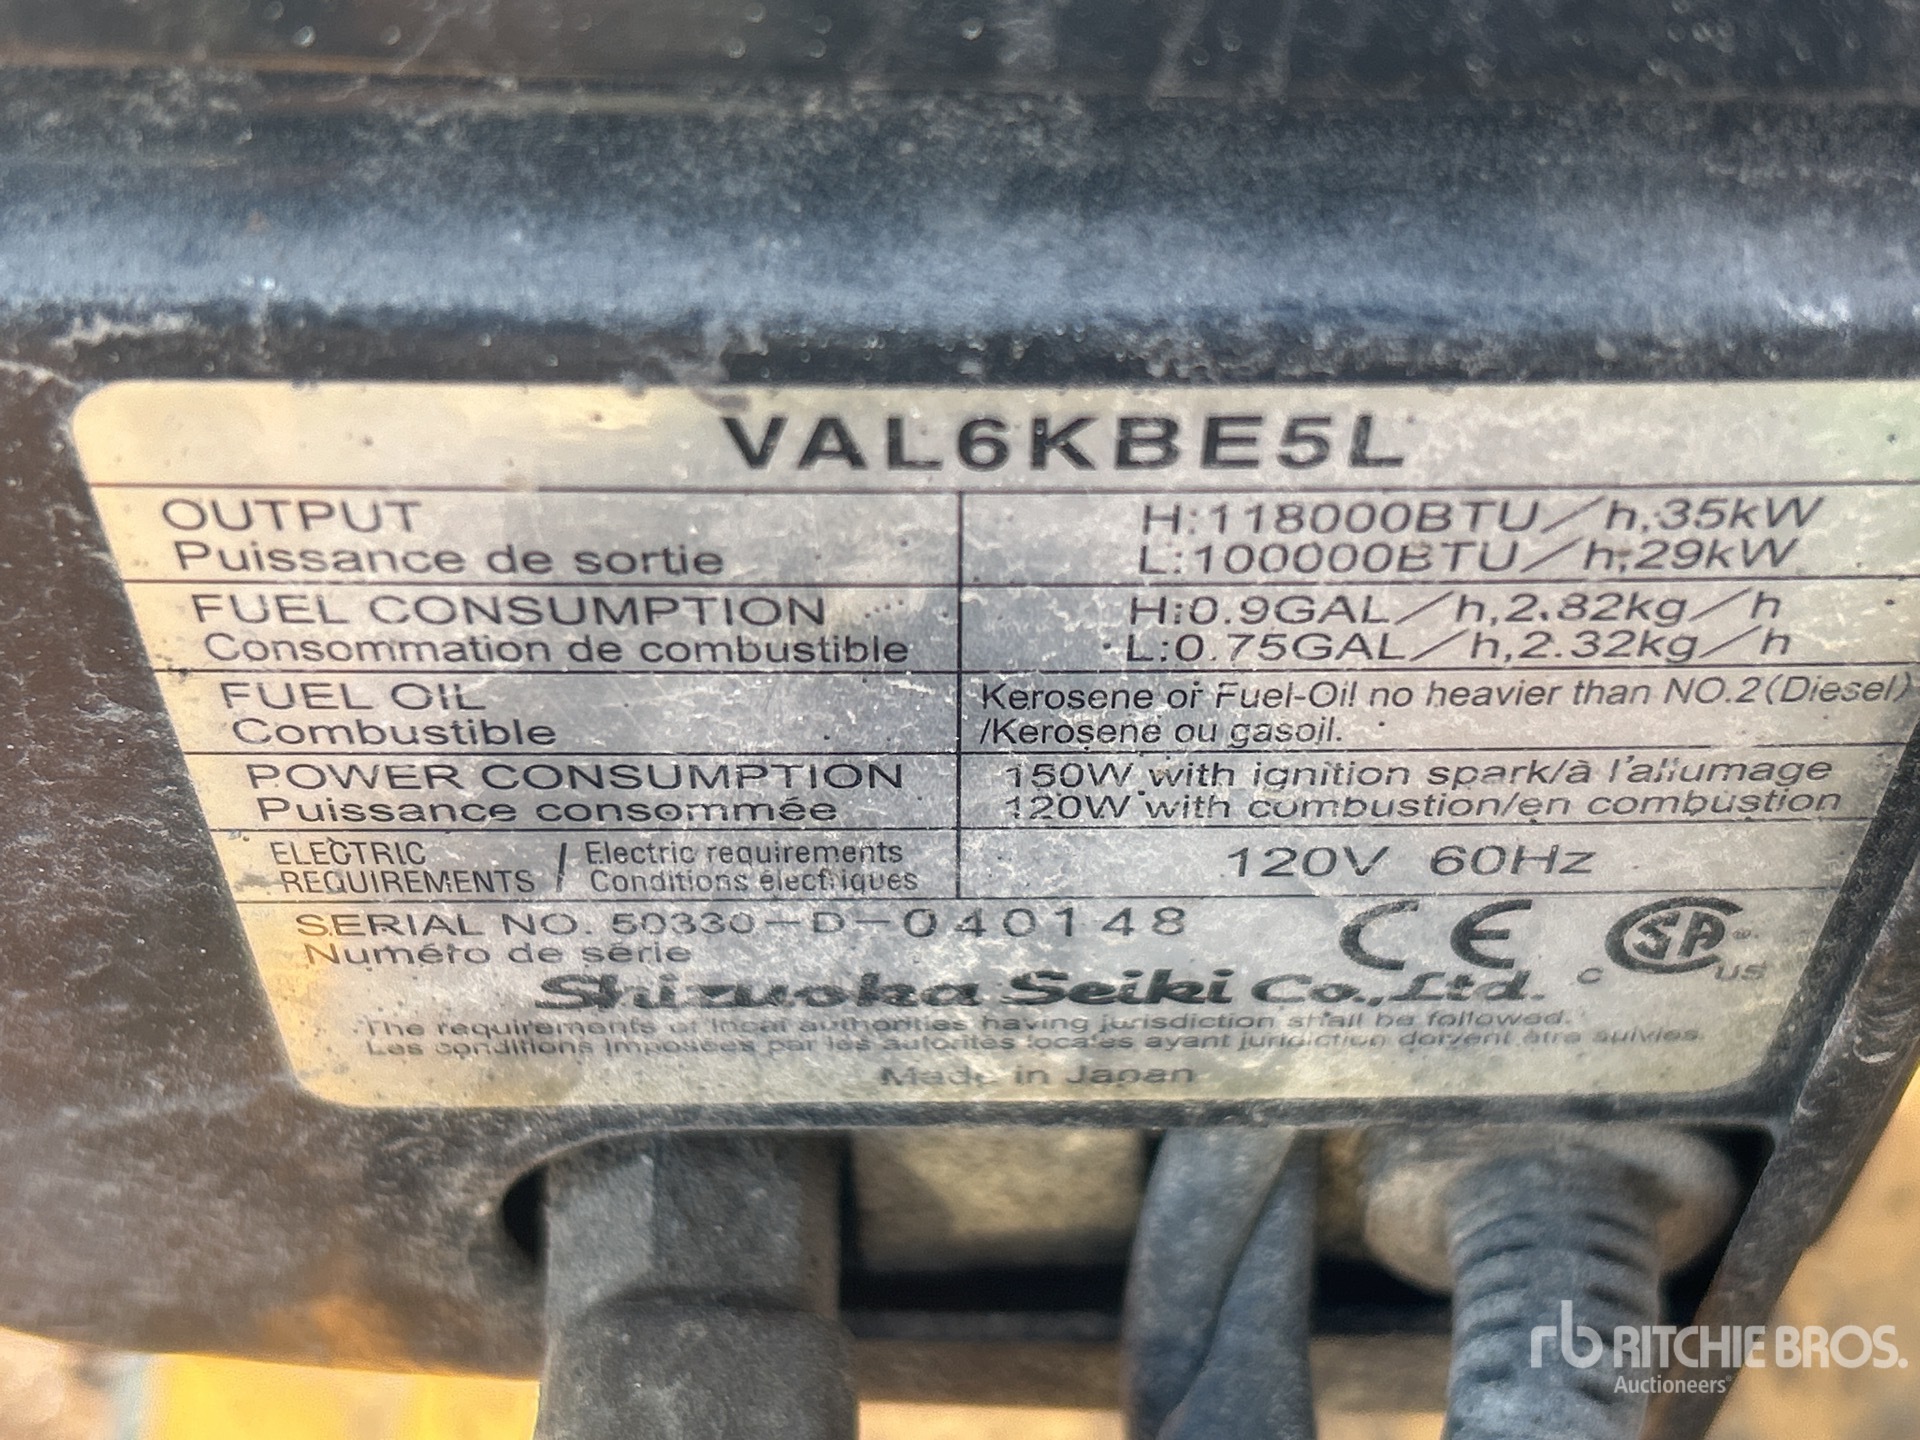 VAL6KBE5L
OUTPUT H:118000BTU/h,35kW
Puissance de sortie L:100000BTU/h,29kW
FUEL CONSUMPTION H:0.9GAL/h,2.82kg/h
Consommation de combustible L:0.75GAL/h,2.32kg/h
FUEL OIL Kerosene or Fuel-Oil no heavier than NO.2(Diesel)
Combustible /Kerosene ou gasoil.
POWER CONSUMPTION 150W with ignition spark/à l'allumage
Puissance consommée 120W with combustion/en combustion
ELECTRIC REQUIREMENTS / Electric requirements 120V 60Hz
Conditions électriques
SERIAL NO. 50330-D-040148 CE
Numéro de série C SA US
Shizuoka Seiki Co.,Ltd.
The requirements of local authorities having jurisdiction shall be followed.
Les conditions imposées par les autorités locales ayant juridiction doivent être suivies.
Made in Japan
rb RITCHIE BROS.
Auctioneers